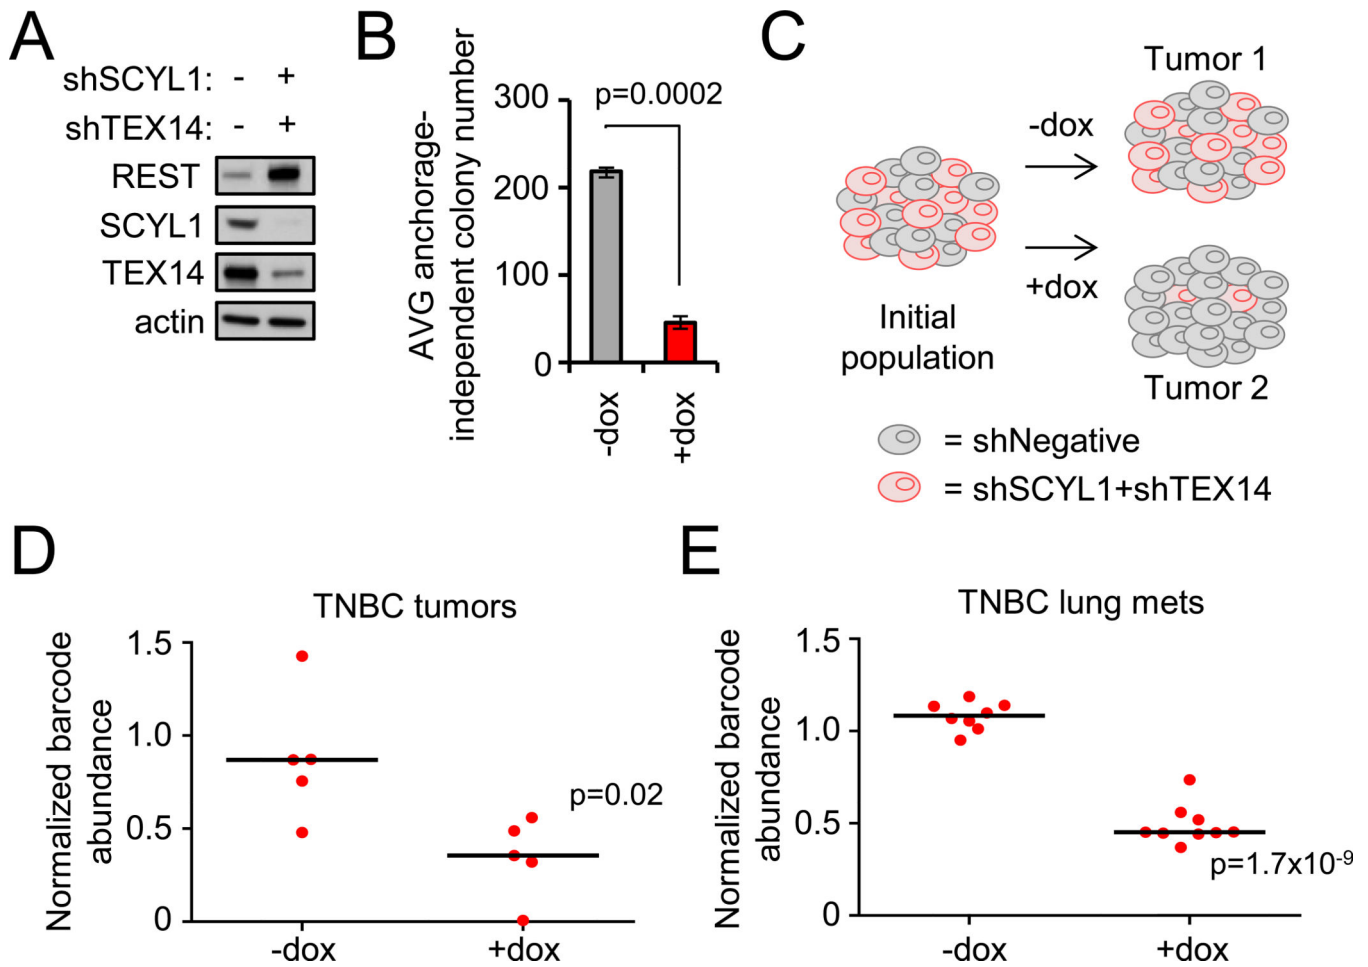 A
shSCYL1: - +
shTEX14: - +
REST
SCYL1
TEX14
actin
B
AVG anchorage-
independent colony number
300
200
100
0
p=0.0002
-dox
+dox
C
Initial
population
-dox
+dox
Tumor 1
Tumor 2
= shNegative
= shSCYL1+shTEX14
D
TNBC tumors
Normalized barcode
abundance
1.5
1.0
0.5
0
p=0.02
-dox
+dox
E
TNBC lung mets
Normalized barcode
abundance
1.5
1.0
0.5
0
p=1.7x10⁻⁹
-dox
+dox